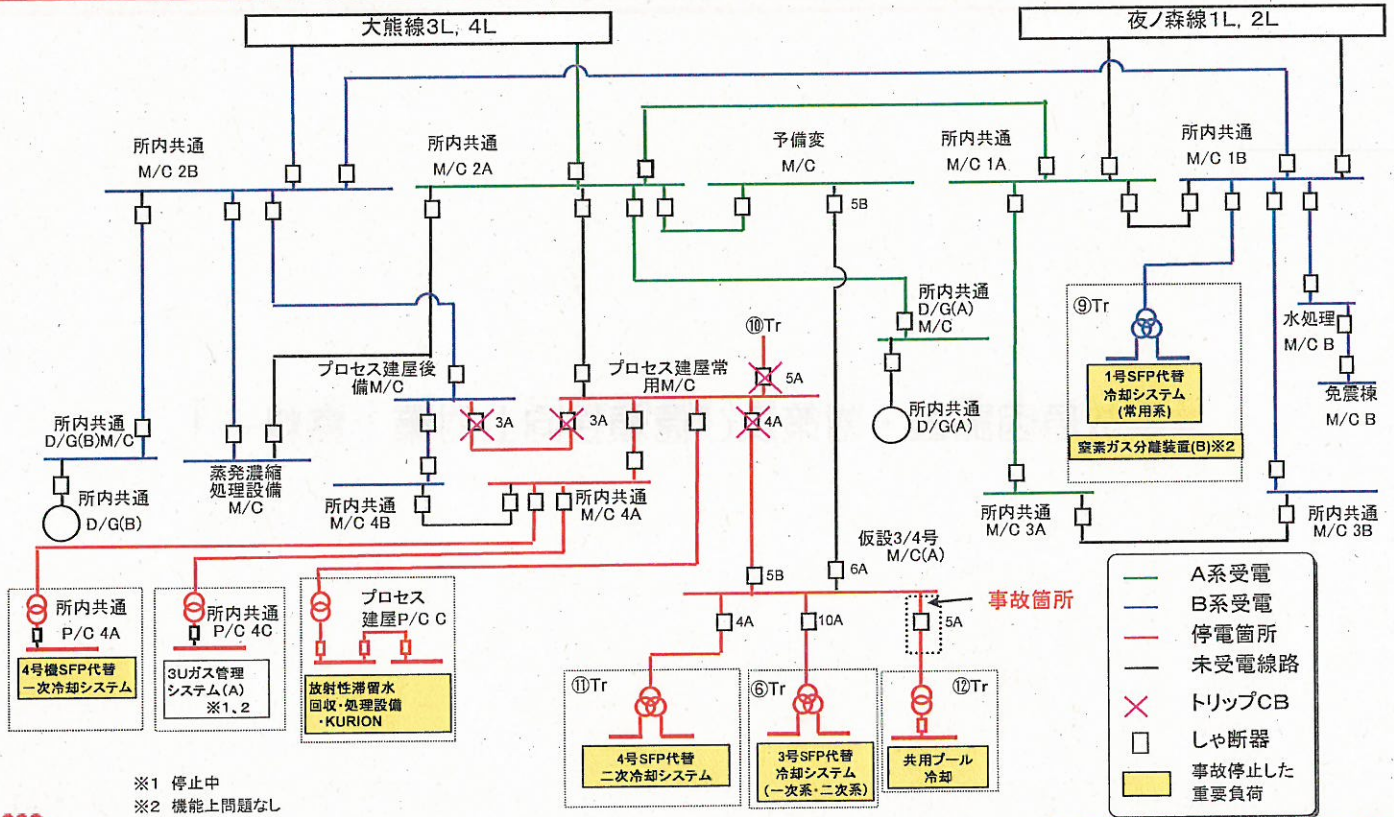 大熊線3L, 4L
夜ノ森線1L, 2L
所内共通
M/C 2B
所内共通
M/C 2A
予備変
M/C
所内共通
M/C 1A
所内共通
M/C 1B
5B
所内共通
D/G(A)
M/C
⑨Tr
水処理
M/C B
⑩Tr
プロセス建屋後
備M/C
プロセス建屋常
用M/C
5A
1号SFP代替
冷却システム
(常用系)
免震棟
M/C B
3A
3A
4A
所内共通
D/G(A)
窒素ガス分離装置(B)※2
所内共通
D/G(B)M/C
蒸発濃縮
処理設備
M/C
所内共通
D/G(B)
所内共通
M/C 4B
所内共通
M/C 4A
所内共通
M/C 3A
所内共通
M/C 3B
仮設3/4号
M/C(A)
5B
6A
所内共通
P/C 4A
所内共通
P/C 4C
プロセス
建屋P/C C
4A
10A
5A
事故箇所
4号機SFP代替
一次冷却システム
3Uガス管理
システム(A)
※1、2
放射性滞留水
回収・処理設備
・KURION
⑪Tr
⑥Tr
⑫Tr
4号SFP代替
二次冷却システム
3号SFP代替
冷却システム
(一次系・二次系)
共用プール
冷却
A系受電
B系受電
停電箇所
未受電線路
トリップCB
しゃ断器
事故停止した
重要負荷
※1 停止中
※2 機能上問題なし